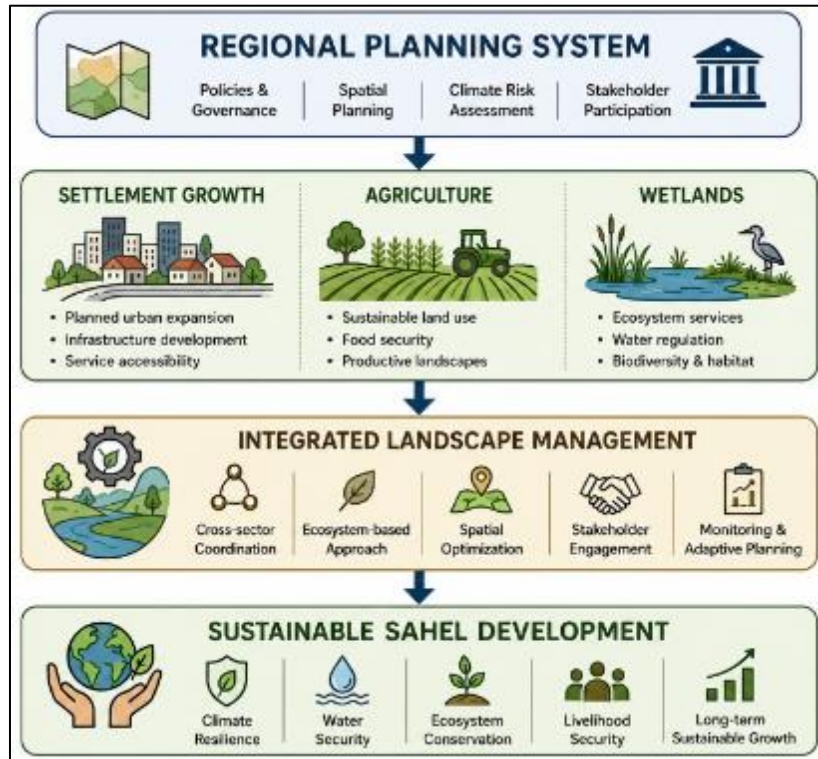 REGIONAL PLANNING SYSTEM
Policies & Governance
Spatial Planning
Climate Risk Assessment
Stakeholder Participation
SETTLEMENT GROWTH
• Planned urban expansion
• Infrastructure development
• Service accessibility
AGRICULTURE
• Sustainable land use
• Food security
• Productive landscapes
WETLANDS
• Ecosystem services
• Water regulation
• Biodiversity & habitat
INTEGRATED LANDSCAPE MANAGEMENT
Cross-sector Coordination
Ecosystem-based Approach
Spatial Optimization
Stakeholder Engagement
Monitoring & Adaptive Planning
SUSTAINABLE SAHEL DEVELOPMENT
Climate Resilience
Water Security
Ecosystem Conservation
Livelihood Security
Long-term Sustainable Growth